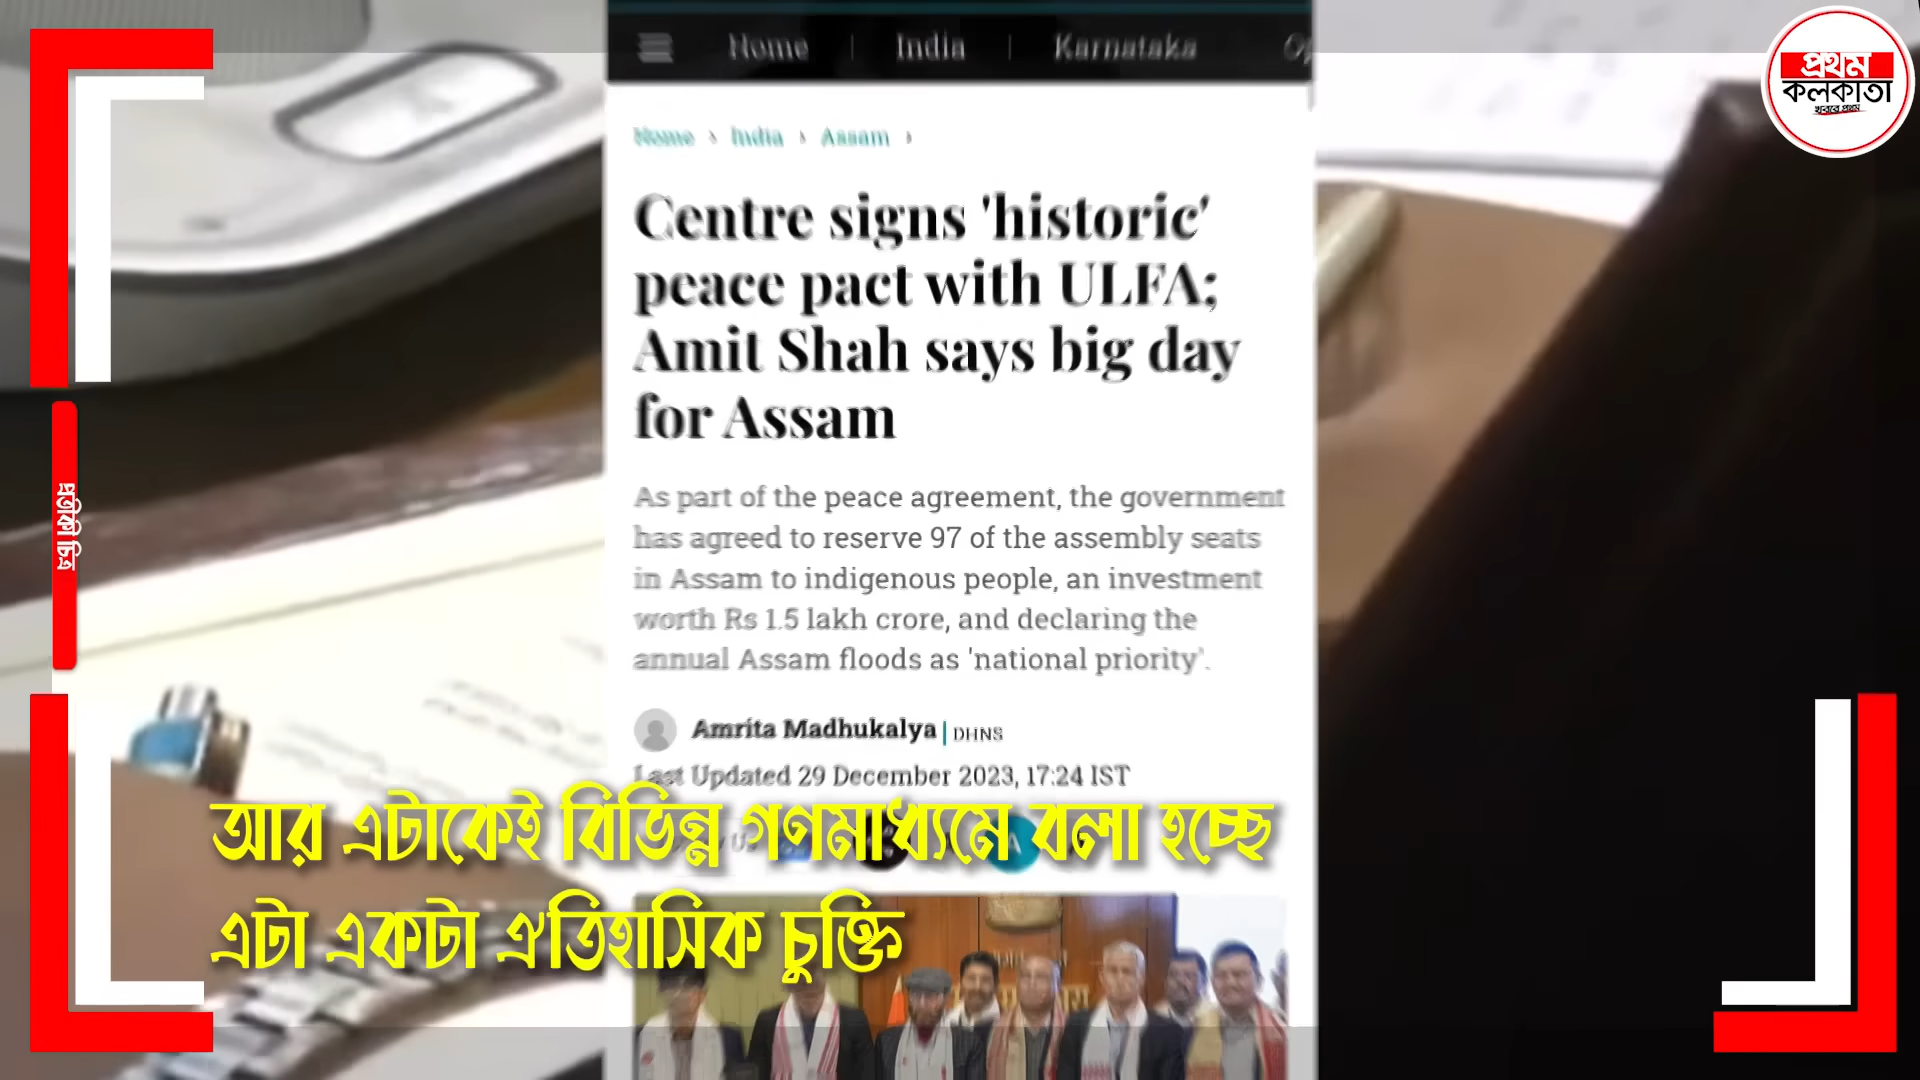 Home | India | Karnataka
Home › India › Assam ›
Centre signs 'historic'
peace pact with ULFA;
Amit Shah says big day
for Assam
As part of the peace agreement, the government
has agreed to reserve 97 of the assembly seats
in Assam to indigenous people, an investment
worth Rs 1.5 lakh crore, and declaring the
annual Assam floods as 'national priority'.
Amrita Madhukalya | DHNS
Last Updated 29 December 2023, 17:24 IST
আর এটাকেই বিভিন্ন গণমাধ্যমে বলা হচ্ছে
এটা একটা ঐতিহাসিক চুক্তি
প্রতীকী চিত্র
প্রথম
কলকাতা
খবরে প্রথম